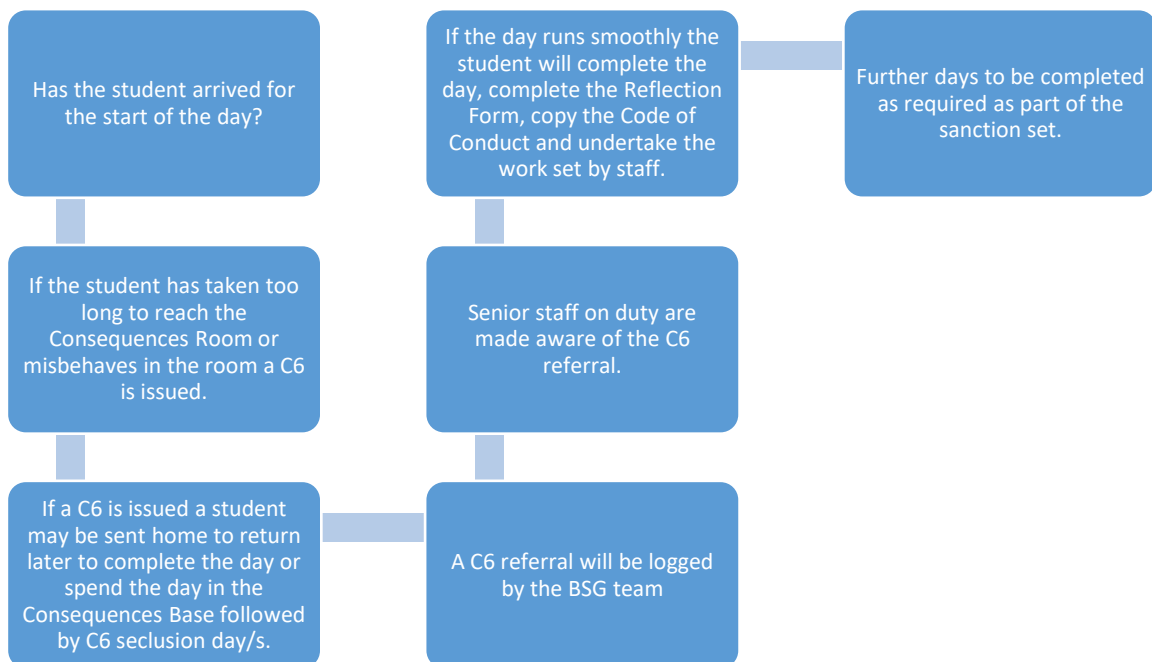 Has the student arrived for
the start of the day?
If the student has taken too
long to reach the
Consequences Room or
misbehaves in the room a C6
is issued.
If a C6 is issued a student
may be sent home to return
later to complete the day or
spend the day in the
Consequences Base followed
by C6 seclusion day/s.
A C6 referral will be logged
by the BSG team
Senior staff on duty are
made aware of the C6
referral.
If the day runs smoothly the
student will complete the
day, complete the Reflection
Form, copy the Code of
Conduct and undertake the
work set by staff.
Further days to be completed
as required as part of the
sanction set.